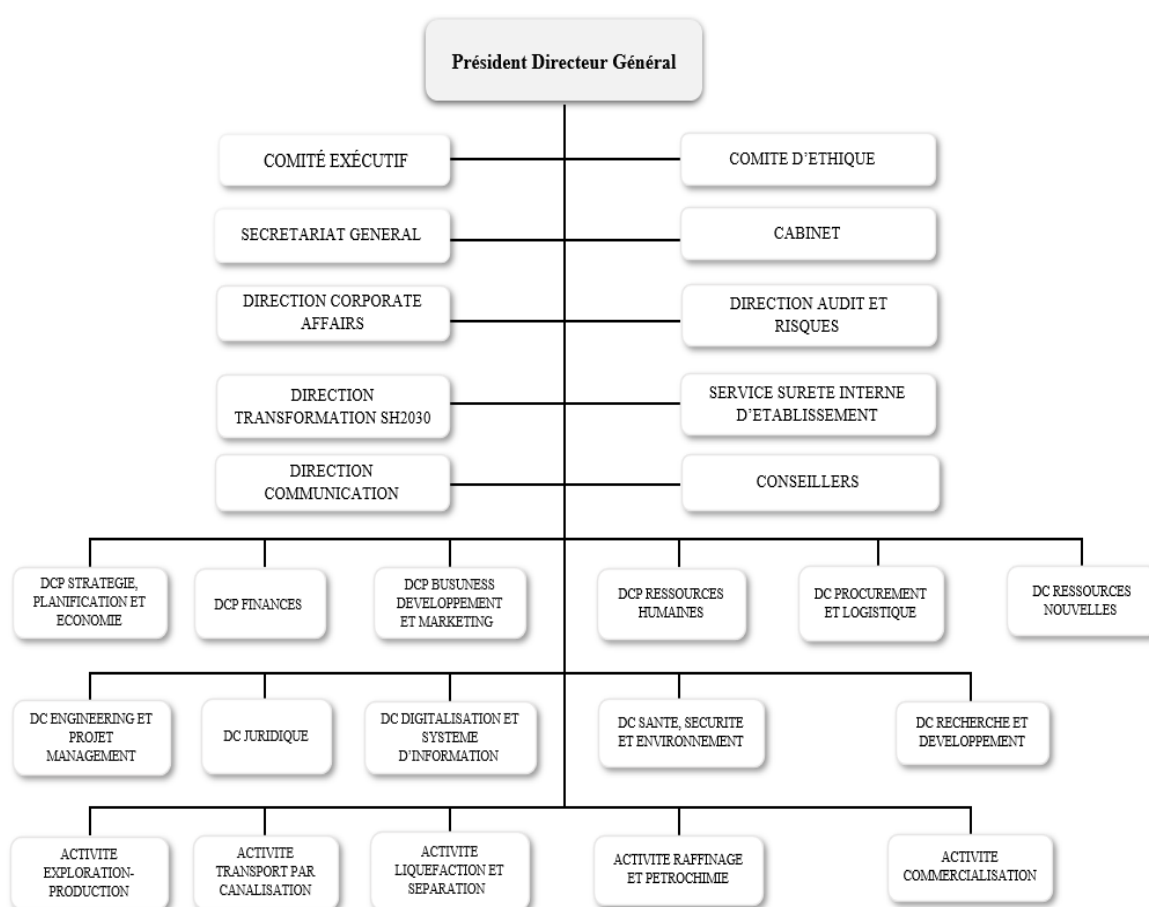 Président Directeur Général
COMITÉ EXÉCUTIF
COMITE D'ETHIQUE
SECRETARIAT GENERAL
CABINET
DIRECTION CORPORATE
AFFAIRS
DIRECTION AUDIT ET
RISQUES
DIRECTION
TRANSFORMATION SH2030
SERVICE SURETE INTERNE
D'ETABLISSEMENT
DIRECTION
COMMUNICATION
CONSEILLERS
DCP STRATEGIE,
PLANIFICATION ET
ECONOMIE
DCP FINANCES
DCP BUSUNESS
DEVELOPPEMENT
ET MARKETING
DCP RESSOURCES
HUMAINES
DC PROCUREMENT
ET LOGISTIQUE
DC RESSOURCES
NOUVELLES
DC ENGINEERING ET
PROJET
MANAGEMENT
DC JURIDIQUE
DC DIGITALISATION ET
SYSTEME
D'INFORMATION
DC SANTE, SECURITE
ET ENVIRONNEMENT
DC RECHERCHE ET
DEVELOPPEMENT
ACTIVITE
EXPLORATION-
PRODUCTION
ACTIVITE
TRANSPORT PAR
CANALISATION
ACTIVITE
LIQUEFACTION ET
SEPARATION
ACTIVITE RAFFINAGE
ET PETROCHIMIE
ACTIVITE
COMMERCIALISATION